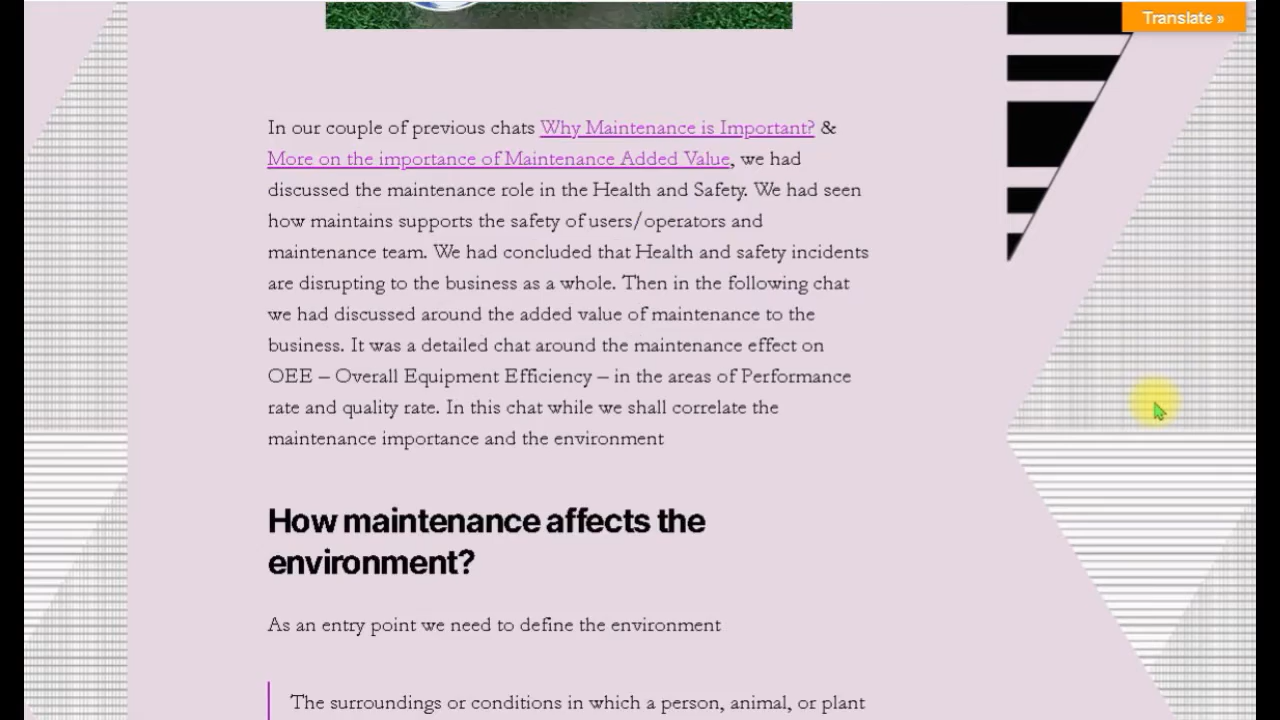 Translate »
In our couple of previous chats Why Maintenance is Important? &
More on the importance of Maintenance Added Value, we had
discussed the maintenance role in the Health and Safety. We had seen
how maintains supports the safety of users/operators and
maintenance team. We had concluded that Health and safety incidents
are disrupting to the business as a whole. Then in the following chat
we had discussed around the added value of maintenance to the
business. It was a detailed chat around the maintenance effect on
OEE – Overall Equipment Efficiency – in the areas of Performance
rate and quality rate. In this chat while we shall correlate the
maintenance importance and the environment
How maintenance affects the
environment?
As an entry point we need to define the environment
The surroundings or conditions in which a person, animal, or plant